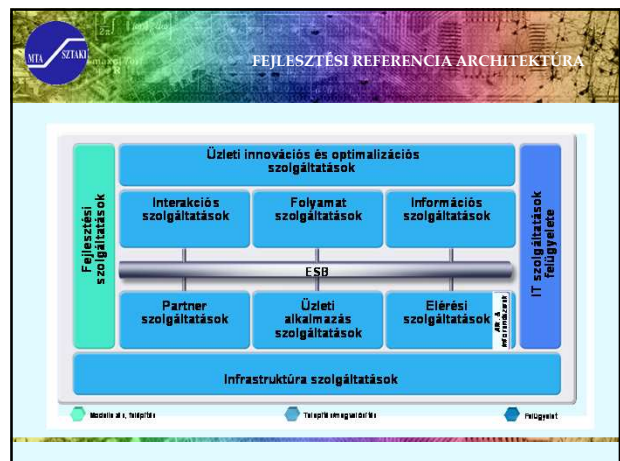 MTA SZTAKI
FEJLESZTÉSI REFERENCIA ARCHITEKTÚRA
Üzleti innovációs és optimalizációs
szolgáltatások
Fejlesztési
szolgáltatások
Interakciós
szolgáltatások
Folyamat
szolgáltatások
Információs
szolgáltatások
IT szolgáltatások
felügyelete
ESB
Partner
szolgáltatások
Üzleti
alkalmazás
szolgáltatások
Elérési
szolgáltatások
Infrastruktúra szolgáltatások
Felügyelet